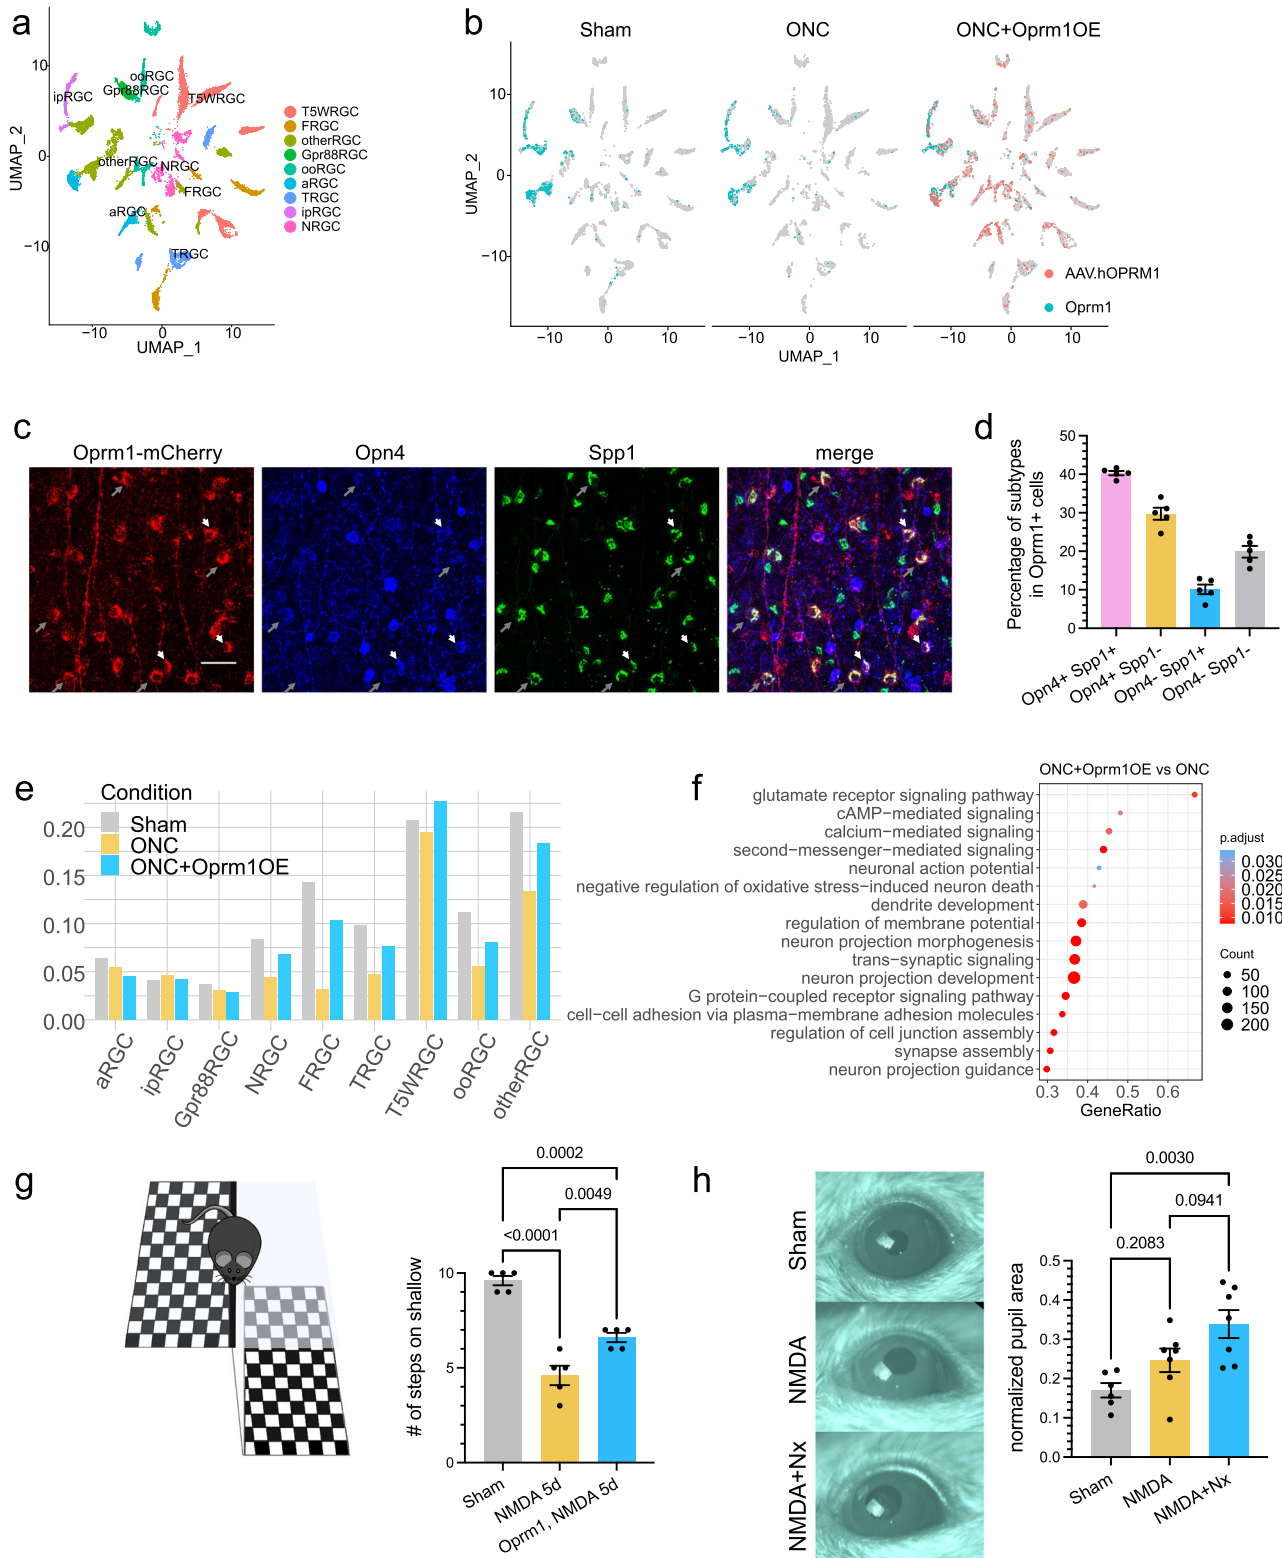 a
UMAP_2
10
0
−10
−10
0
10
UMAP_1
ooRGC
Gpr88RGC
ipRGC
T5WRGC
otherRGC
NRGC
FRGC
aRGC
TRGC
T5WRGC
FRGC
otherRGC
Gpr88RGC
ooRGC
aRGC
TRGC
ipRGC
NRGC
b
Sham
ONC
ONC+Oprm1OE
UMAP_2
10
0
−10
−10
0
10
−10
0
10
−10
0
10
UMAP_1
AAV.hOPRM1
Oprm1
c
Oprm1-mCherry
Opn4
Spp1
merge
d
Percentage of subtypes
in Oprm1+ cells
50
40
30
20
10
0
Opn4+ Spp1+
Opn4+ Spp1-
Opn4- Spp1+
Opn4- Spp1-
e
Condition
Sham
ONC
ONC+Oprm1OE
0.20
0.15
0.10
0.05
0.00
aRGC
ipRGC
Gpr88RGC
NRGC
FRGC
TRGC
T5WRGC
ooRGC
otherRGC
f
ONC+Oprm1OE vs ONC
glutamate receptor signaling pathway
cAMP−mediated signaling
calcium−mediated signaling
second−messenger−mediated signaling
neuronal action potential
negative regulation of oxidative stress−induced neuron death
dendrite development
regulation of membrane potential
neuron projection morphogenesis
trans−synaptic signaling
neuron projection development
G protein−coupled receptor signaling pathway
cell−cell adhesion via plasma−membrane adhesion molecules
regulation of cell junction assembly
synapse assembly
neuron projection guidance
0.3
0.4
0.5
0.6
GeneRatio
p.adjust
0.030
0.025
0.020
0.015
0.010
Count
50
100
150
200
g
# of steps on shallow
10
5
0
0.0002
0.0049
<0.0001
Sham
NMDA 5d
Oprm1, NMDA 5d
h
Sham
NMDA
NMDA+Nx
normalized pupil area
0.5
0.4
0.3
0.2
0.1
0.0
0.0030
0.0941
0.2083
Sham
NMDA
NMDA+Nx